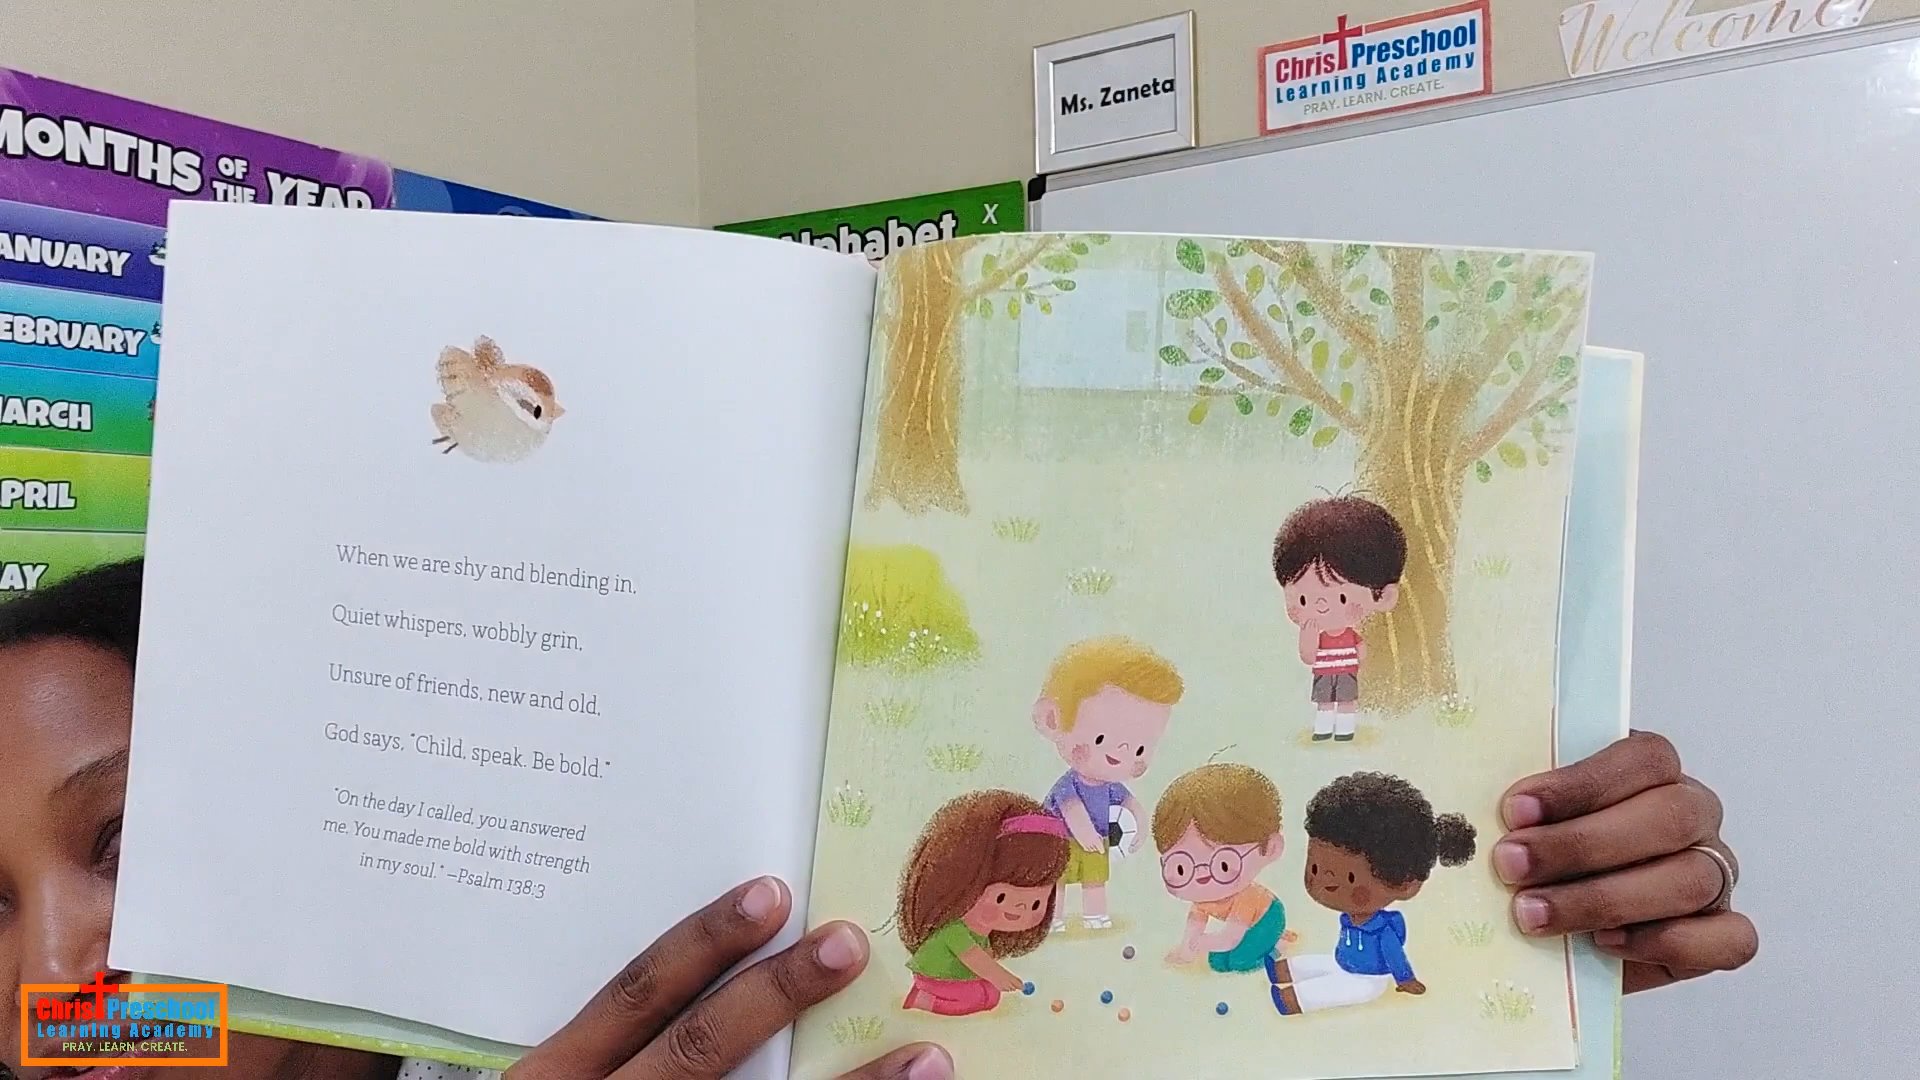 Ms. Zaneta
Christ Preschool
Learning Academy
PRAY. LEARN. CREATE.
Welcome!
MONTHS OF THE YEAR
ANUARY
EBRUARY
ARCH
PRIL
AY
Alphabet
X
When we are shy and blending in,
Quiet whispers, wobbly grin,
Unsure of friends, new and old,
God says, "Child, speak. Be bold."
"On the day I called, you answered
me. You made me bold with strength
in my soul." —Psalm 138:3
Christ Preschool
Learning Academy
PRAY. LEARN. CREATE.